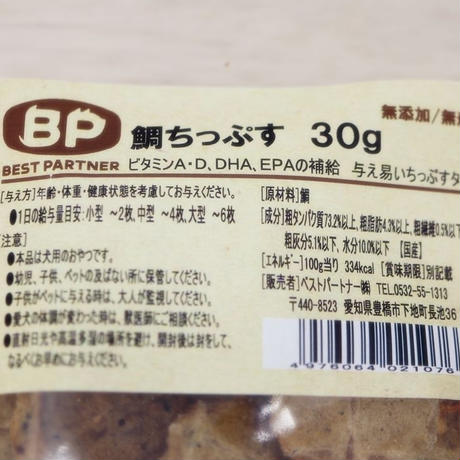 無添加/無
BP
鯛ちっぷす 30g
BEST PARTNER
ビタミンA・D、DHA、EPAの補給 与え易いちっぷすタ
[与え方]年齢・体重・健康状態を考慮してお与えください。
●1日の給与量目安:小型 ～2枚,中型 ～4枚,大型 ～6枚
[注意]
●本品は犬用のおやつです。
●幼児、子供、ペットの及ばない所に保管してください。
●子供がペットに与える時は、大人が監視してください。
●愛犬の体調が変わった時は、獣医師にご相談ください。
●直射日光や高温多湿の場所を避け、開封後は封をして、
なるべくお早めにお与えください。
[原材料]鯛
[成分]粗タンパク質73.2%以上,粗脂肪4.3%以上,粗繊維0.5%以下
粗灰分5.1%以下,水分10.0%以下 [国産]
[エネルギー]100g当り 334kcal [賞味期限]別記載
[販売者]ベストパートナー㈲ TEL.0532-55-1313
〒440-8523 愛知県豊橋市下地町長池36
4976064021076